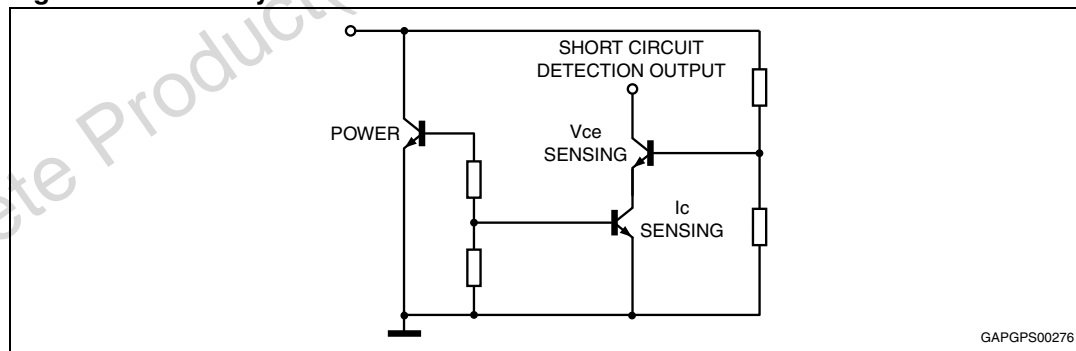 SHORT CIRCUIT
DETECTION OUTPUT
POWER
Vce
SENSING
Ic
SENSING
GAPGPS00276